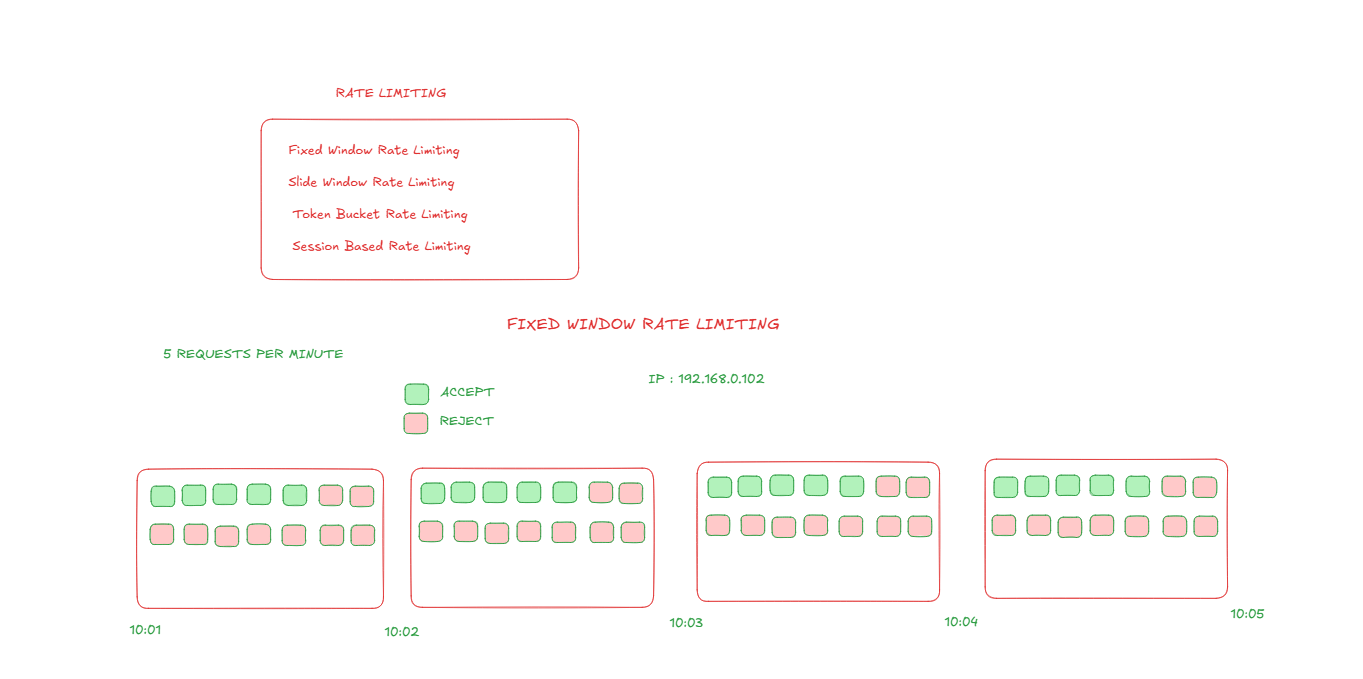 RATE LIMITING
Fixed Window Rate Limiting
Slide Window Rate Limiting
Token Bucket Rate Limiting
Session Based Rate Limiting
FIXED WINDOW RATE LIMITING
5 REQUESTS PER MINUTE
IP : 192.168.0.102
ACCEPT
REJECT
10:01
10:02
10:03
10:04
10:05